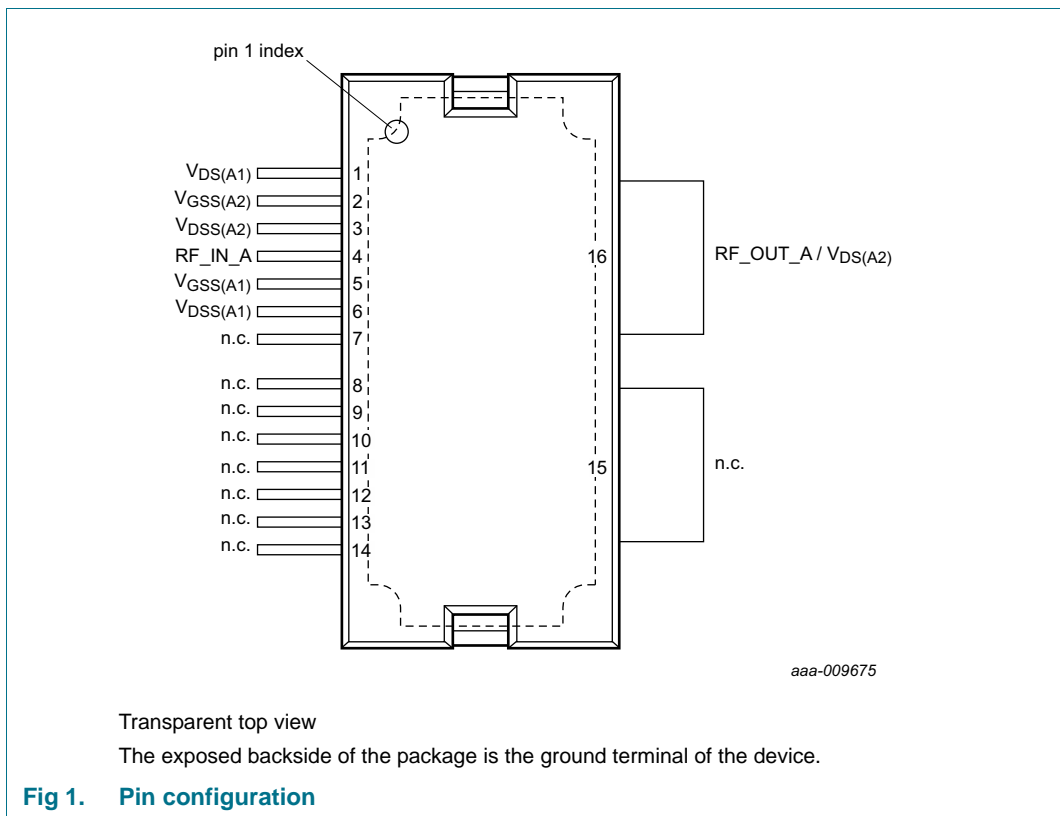 pin 1 index
VDS(A1) 1
VGSS(A2) 2
VDSS(A2) 3
RF_IN_A 4
VGSS(A1) 5
VDSS(A1) 6
n.c. 7
n.c. 8
n.c. 9
n.c. 10
n.c. 11
n.c. 12
n.c. 13
n.c. 14
16 RF_OUT_A / VDS(A2)
15 n.c.
aaa-009675
Transparent top view
The exposed backside of the package is the ground terminal of the device.
Fig 1. Pin configuration